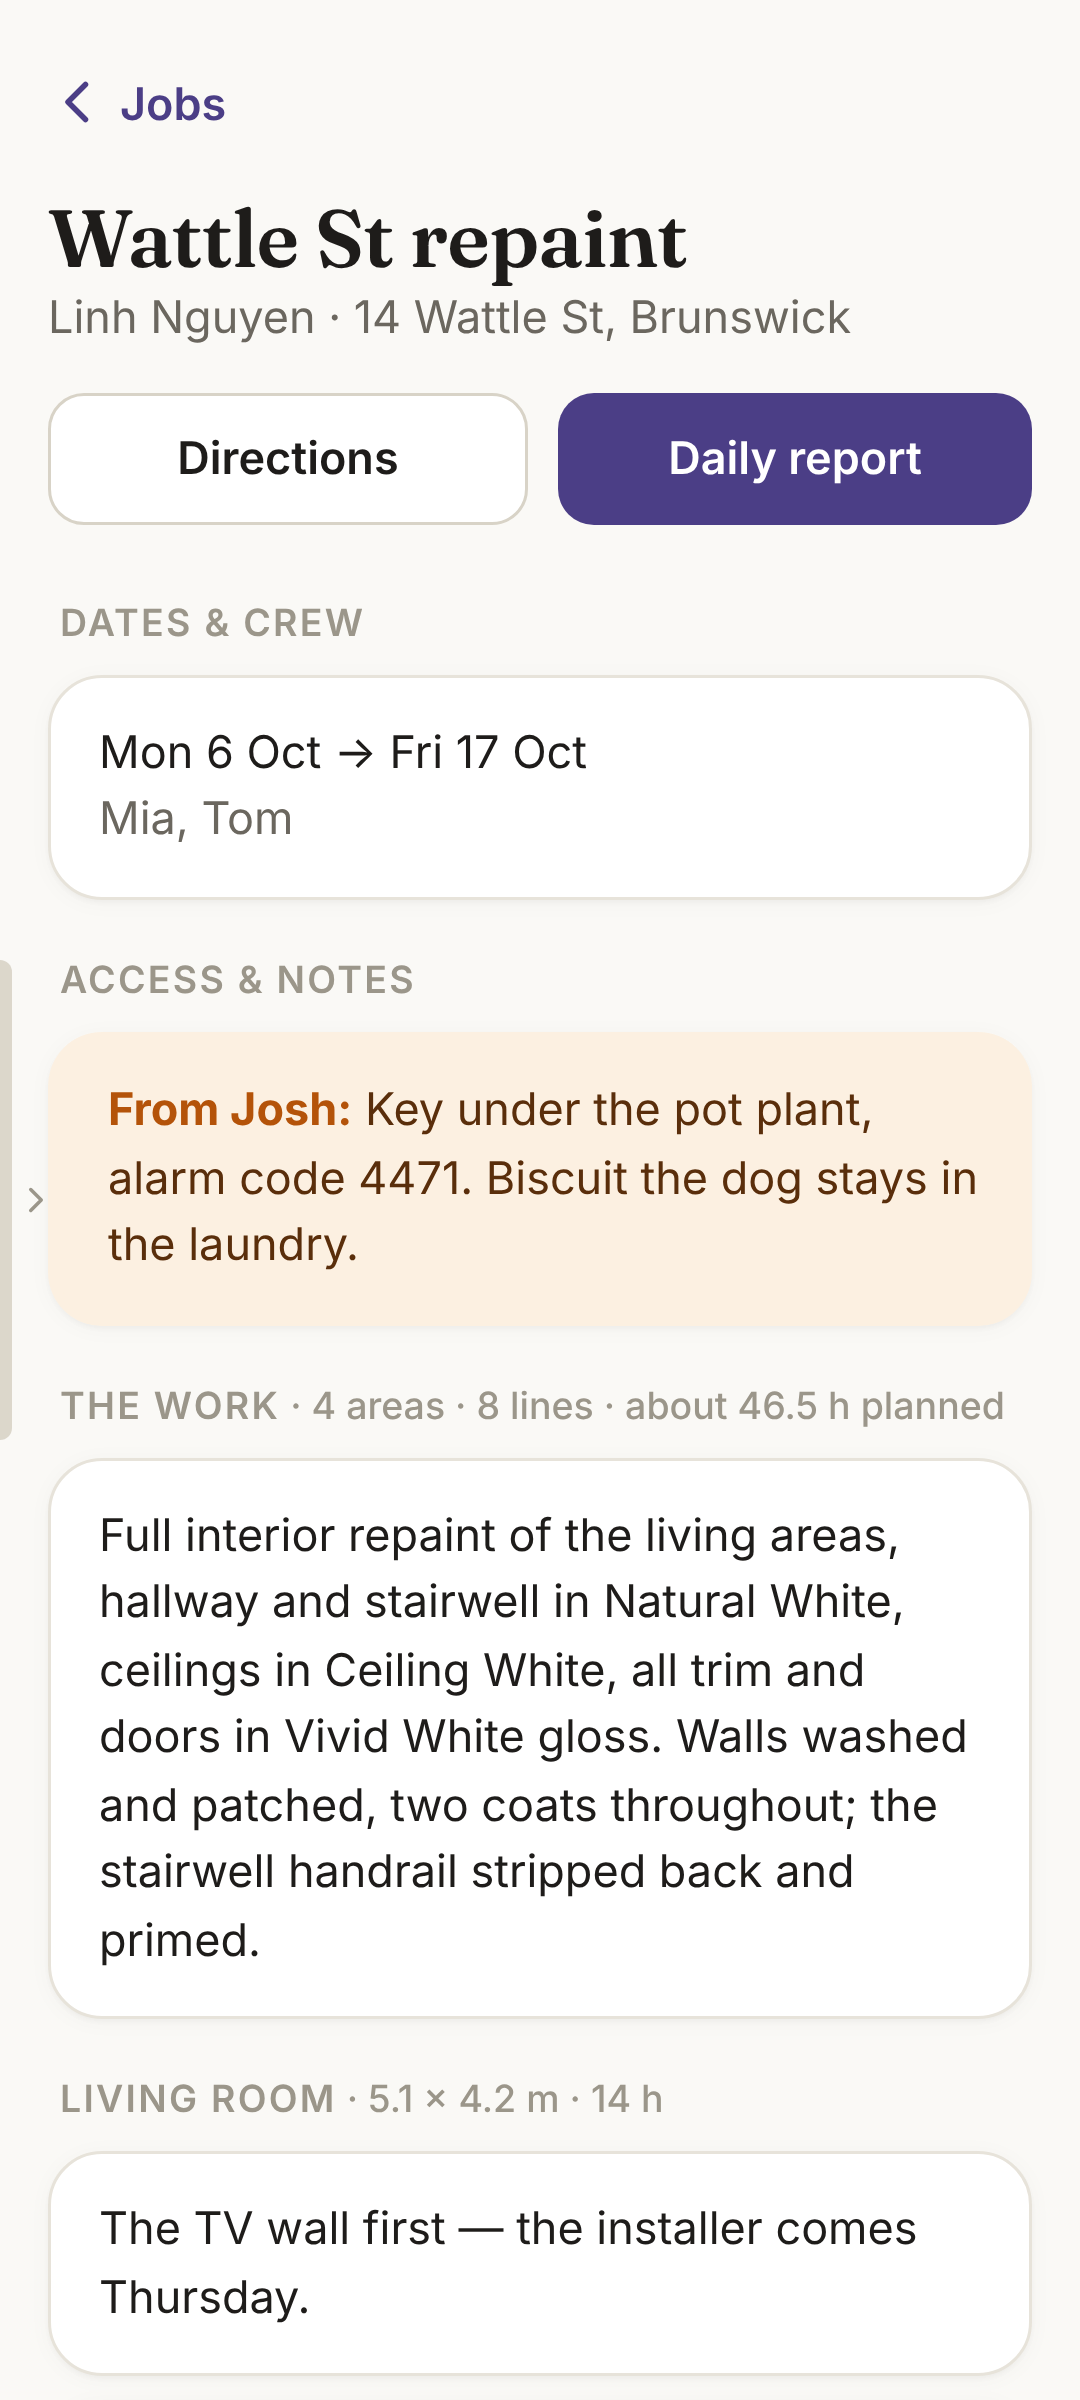 Jobs
Wattle St repaint
Linh Nguyen · 14 Wattle St, Brunswick
Directions
Daily report
DATES & CREW
Mon 6 Oct → Fri 17 Oct
Mia, Tom
ACCESS & NOTES
From Josh: Key under the pot plant,
alarm code 4471. Biscuit the dog stays in
the laundry.
THE WORK · 4 areas · 8 lines · about 46.5 h planned
Full interior repaint of the living areas,
hallway and stairwell in Natural White,
ceilings in Ceiling White, all trim and
doors in Vivid White gloss. Walls washed
and patched, two coats throughout; the
stairwell handrail stripped back and
primed.
LIVING ROOM · 5.1 × 4.2 m · 14 h
The TV wall first — the installer comes
Thursday.